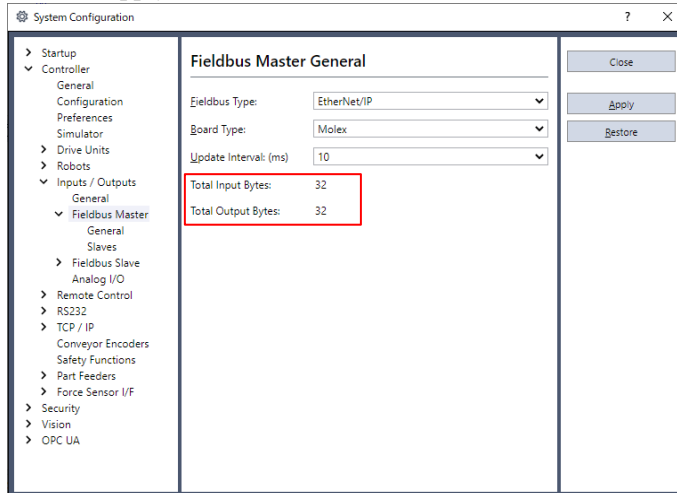 System Configuration
?
Startup
Controller
General
Configuration
Preferences
Simulator
Drive Units
Robots
Inputs / Outputs
General
Fieldbus Master
General
Slaves
Fieldbus Slave
Analog I/O
Remote Control
RS232
TCP / IP
Conveyor Encoders
Safety Functions
Part Feeders
Force Sensor I/F
Security
Vision
OPC UA
Fieldbus Master General
Fieldbus Type: EtherNet/IP
Board Type: Molex
Update Interval: (ms) 10
Total Input Bytes: 32
Total Output Bytes: 32
Close
Apply
Restore